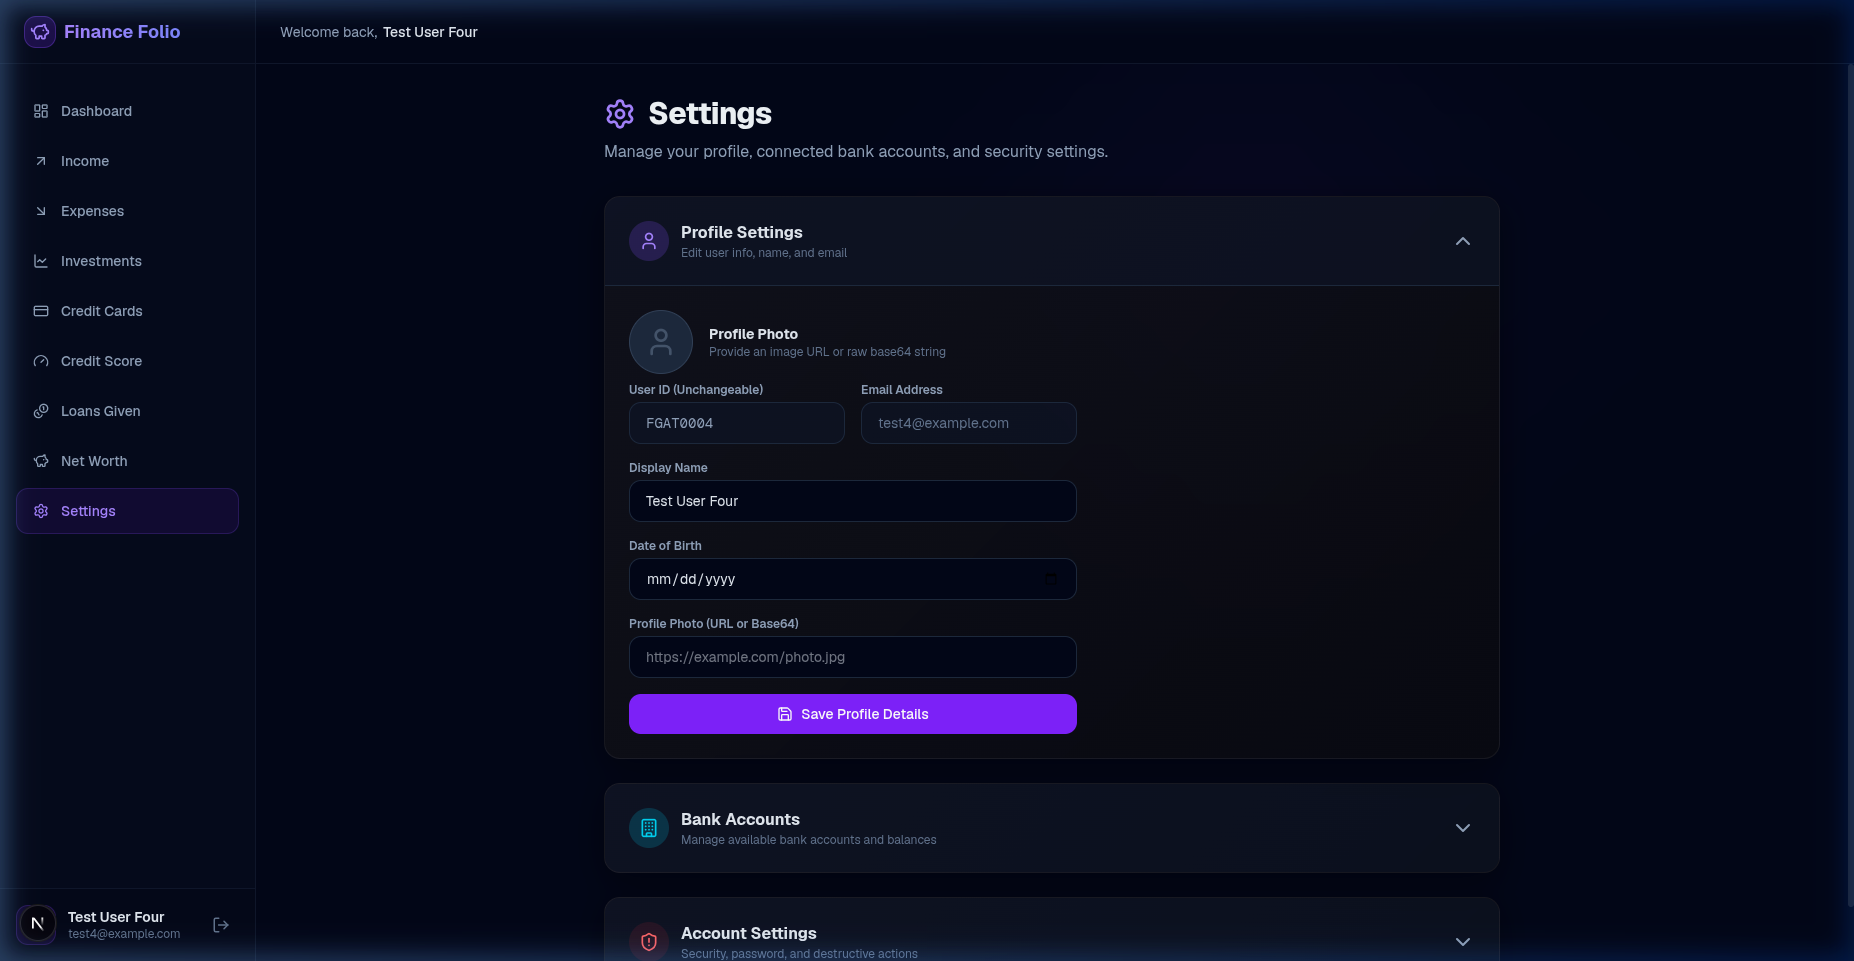 Finance Folio
Welcome back, Test User Four
Dashboard
Income
Expenses
Investments
Credit Cards
Credit Score
Loans Given
Net Worth
Settings
Test User Four
test4@example.com
N
Settings
Manage your profile, connected bank accounts, and security settings.
Profile Settings
Edit user info, name, and email
Profile Photo
Provide an image URL or raw base64 string
User ID (Unchangeable)
Email Address
FGAT0004
test4@example.com
Display Name
Test User Four
Date of Birth
mm/dd/yyyy
Profile Photo (URL or Base64)
https://example.com/photo.jpg
Save Profile Details
Bank Accounts
Manage available bank accounts and balances
Account Settings
Security, password, and destructive actions